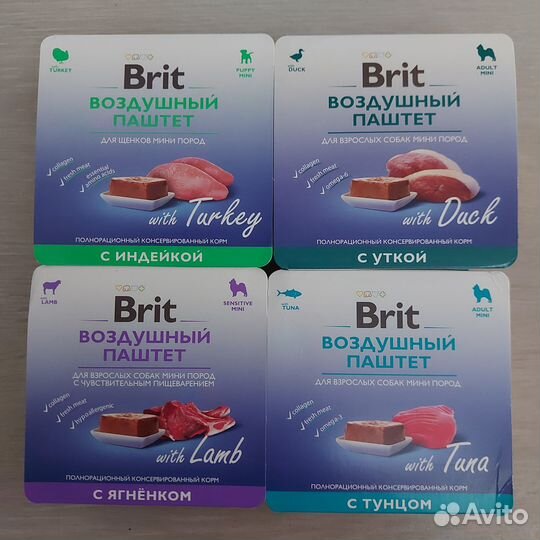 with
TURKEY
Brit
PUPPY
MINI
ВОЗДУШНЫЙ
ПАШТЕТ
ДЛЯ ЩЕНКОВ МИНИ ПОРОД
collagen
fresh meat
essential
amino acids
with Turkey
ПОЛНОРАЦИОННЫЙ КОНСЕРВИРОВАННЫЙ КОРМ
С ИНДЕЙКОЙ
with
DUCK
Brit
ADULT
MINI
ВОЗДУШНЫЙ
ПАШТЕТ
ДЛЯ ВЗРОСЛЫХ СОБАК МИНИ ПОРОД
collagen
fresh meat
omega-6
with Duck
ПОЛНОРАЦИОННЫЙ КОНСЕРВИРОВАННЫЙ КОРМ
С УТКОЙ
with
LAMB
Brit
SENSITIVE
MINI
ВОЗДУШНЫЙ
ПАШТЕТ
ДЛЯ ВЗРОСЛЫХ СОБАК МИНИ ПОРОД
С ЧУВСТВИТЕЛЬНЫМ ПИЩЕВАРЕНИЕМ
collagen
fresh meat
hypoallergenic
with Lamb
ПОЛНОРАЦИОННЫЙ КОНСЕРВИРОВАННЫЙ КОРМ
С ЯГНЁНКОМ
with
TUNA
Brit
ADULT
MINI
ВОЗДУШНЫЙ
ПАШТЕТ
ДЛЯ ВЗРОСЛЫХ СОБАК МИНИ ПОРОД
collagen
fresh meat
omega-3
with Tuna
ПОЛНОРАЦИОННЫЙ КОНСЕРВИРОВАННЫЙ КОРМ
С ТУНЦОМ
Avito